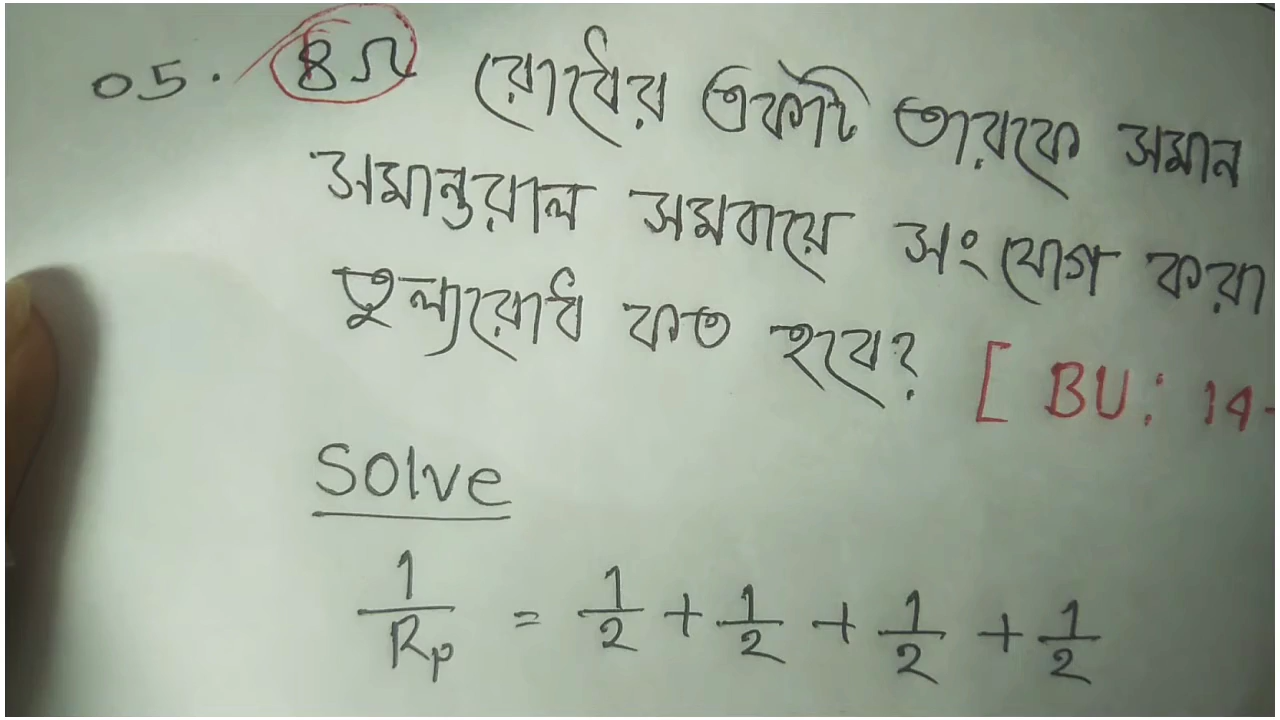 05. 8Ω রোধের একটি তারকে সমান
সমান্তরাল সমবায়ে সংযোগ করা
তুল্যরোধ কত হবে? [ BU: 14-
Solve
1/Rp = 1/2 + 1/2 + 1/2 + 1/2